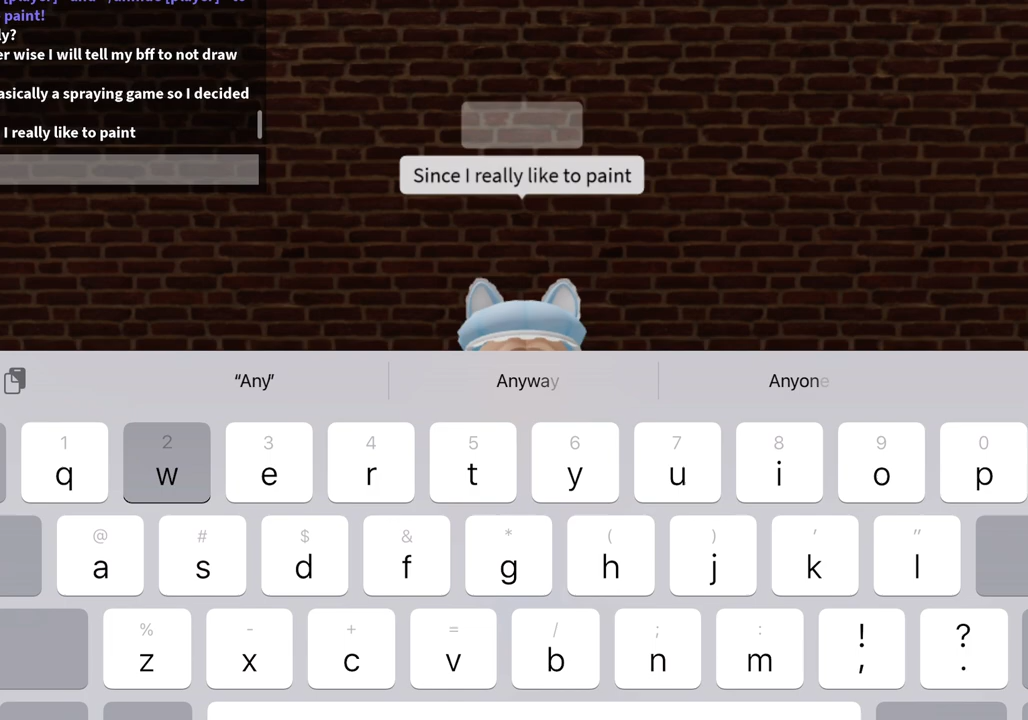 paint!
er wise I will tell my bff to not draw
asically a spraying game so I decided
I really like to paint
Since I really like to paint
“Any” Anyway Anyone
1 2 3 4 5 6 7 8 9 0
q w e r t y u i o p
@ # $ & * ( ) ' "
a s d f g h j k l
% - + = / ; : ! ?
z x c v b n m , .